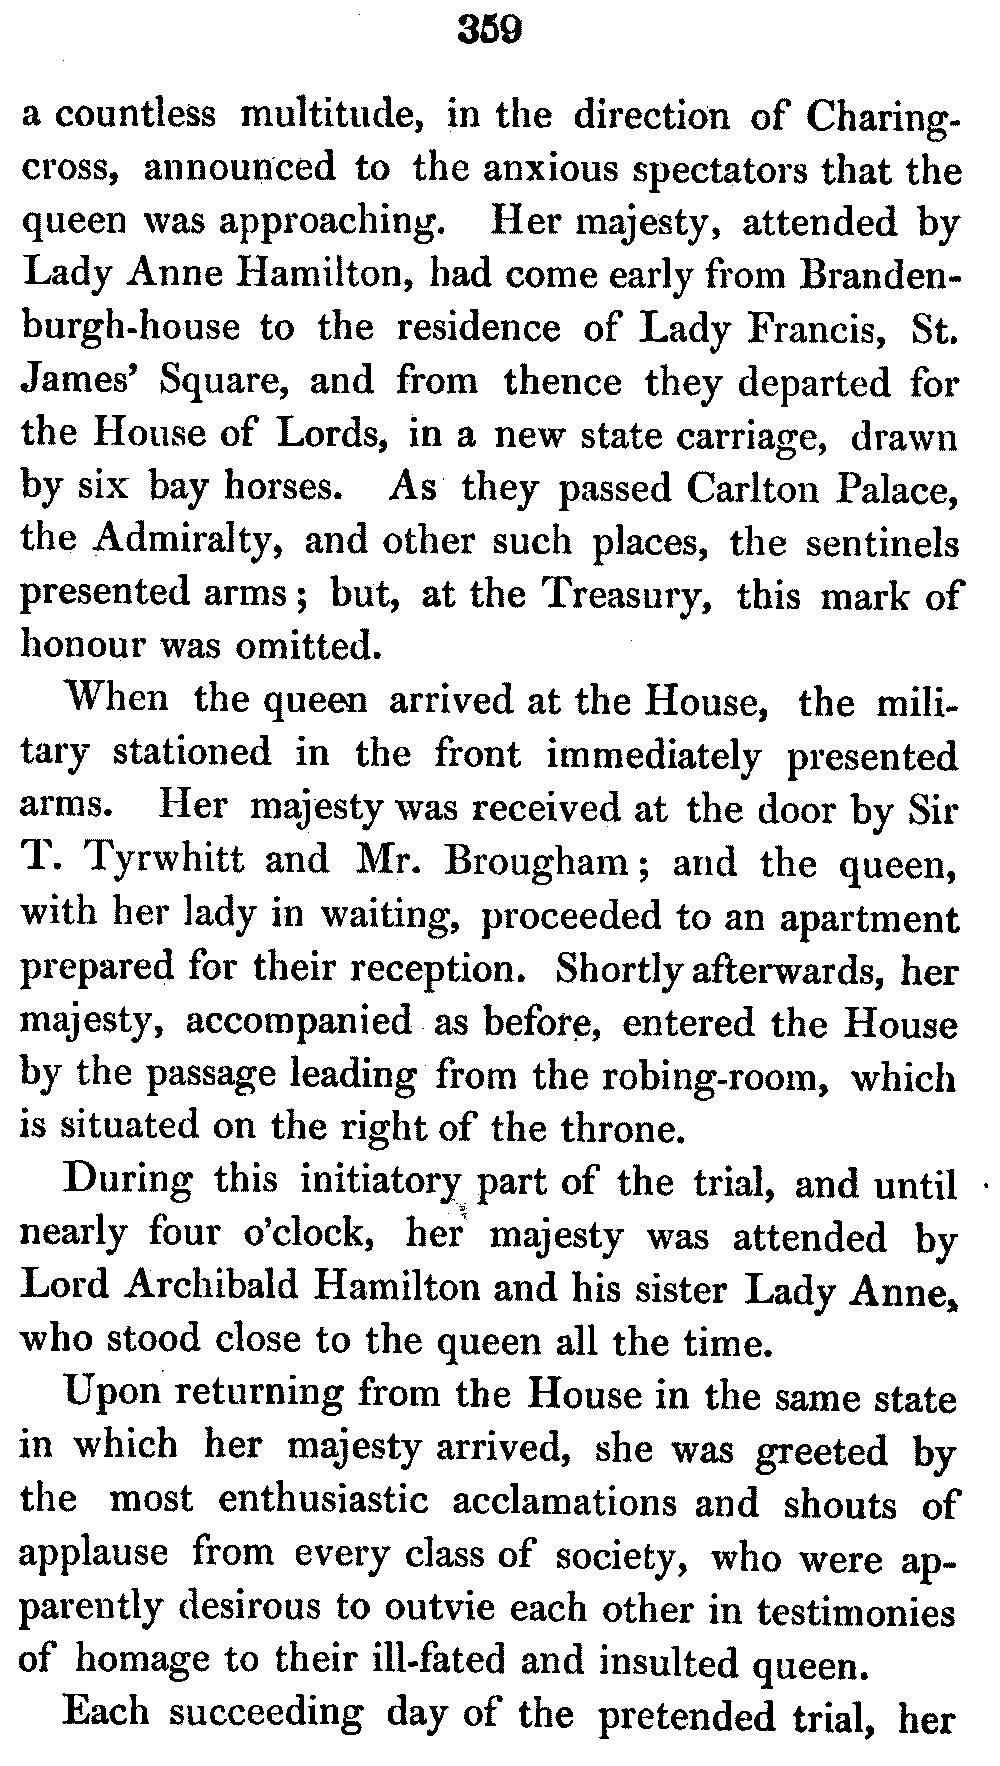 359
a countless multitude, in the direction of Charing-
cross, announced to the anxious spectators that the
queen was approaching. Her majesty, attended by
Lady Anne Hamilton, had come early from Branden-
burgh-house to the residence of Lady Francis, St.
James' Square, and from thence they departed for
the House of Lords, in a new state carriage, drawn
by six bay horses. As they passed Carlton Palace,
the Admiralty, and other such places, the sentinels
presented arms; but, at the Treasury, this mark of
honour was omitted.
When the queen arrived at the House, the mili-
tary stationed in the front immediately presented
arms. Her majesty was received at the door by Sir
T. Tyrwhitt and Mr. Brougham; and the queen,
with her lady in waiting, proceeded to an apartment
prepared for their reception. Shortly afterwards, her
majesty, accompanied as before, entered the House
by the passage leading from the robing-room, which
is situated on the right of the throne.
During this initiatory part of the trial, and until
nearly four o'clock, her majesty was attended by
Lord Archibald Hamilton and his sister Lady Anne,
who stood close to the queen all the time.
Upon returning from the House in the same state
in which her majesty arrived, she was greeted by
the most enthusiastic acclamations and shouts of
applause from every class of society, who were ap-
parently desirous to outvie each other in testimonies
of homage to their ill-fated and insulted queen.
Each succeeding day of the pretended trial, her